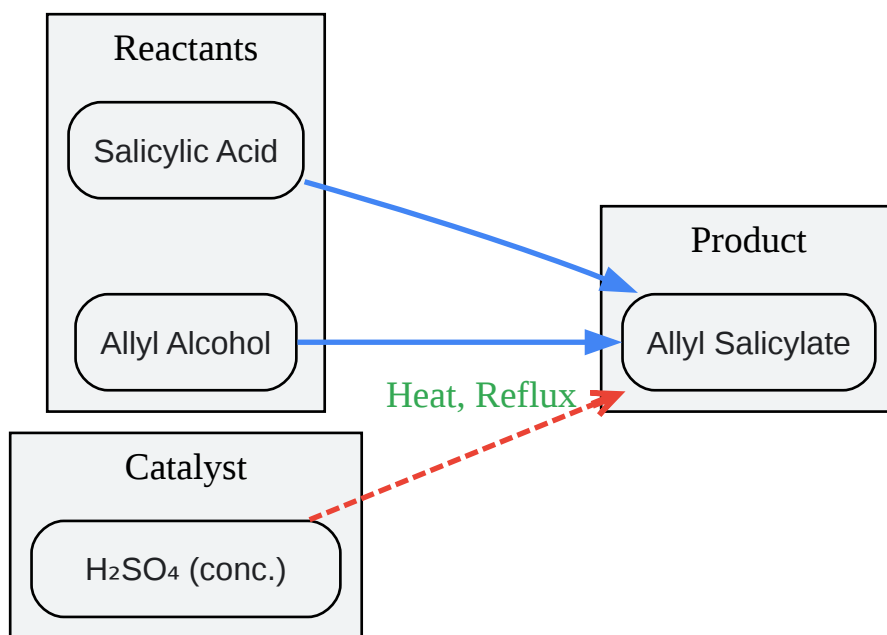 Reactants
Salicylic Acid
Allyl Alcohol
Product
Allyl Salicylate
Heat, Reflux
Catalyst
H₂SO₄ (conc.)